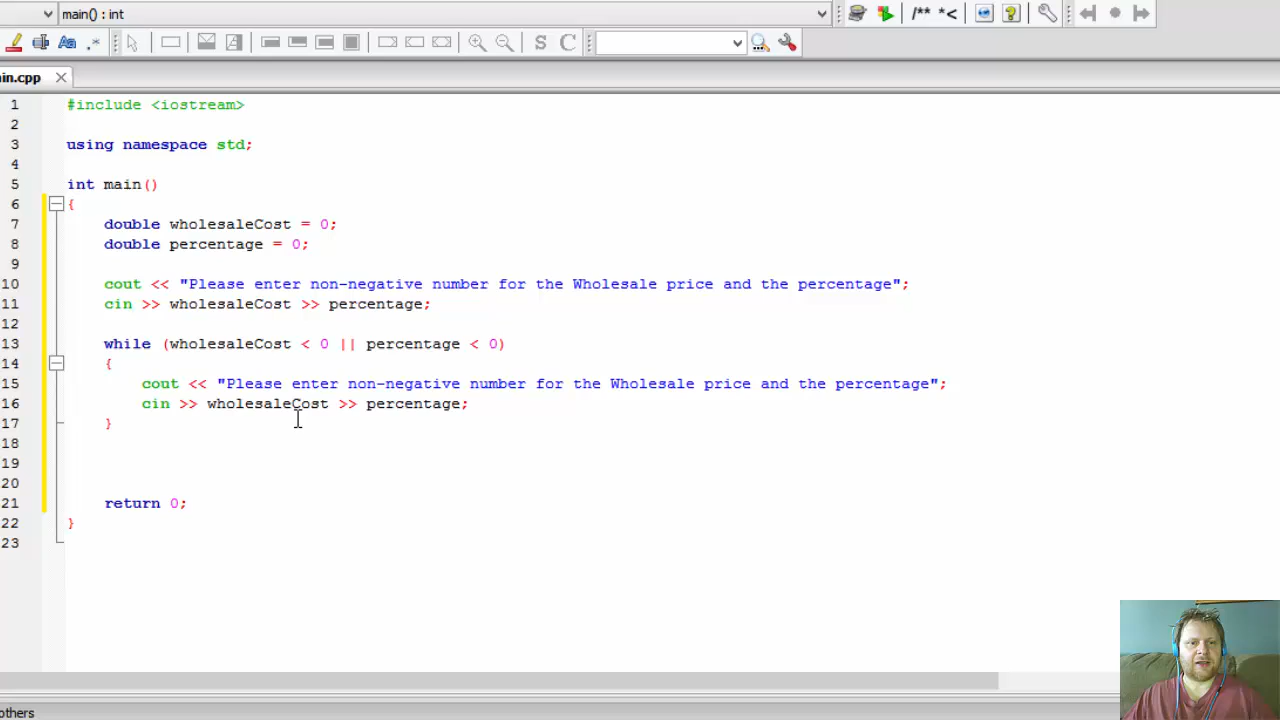 main() : int
/** *<
S C
in.cpp
1 #include <iostream>
2
3 using namespace std;
4
5 int main()
6 {
7 double wholesaleCost = 0;
8 double percentage = 0;
9
10 cout << "Please enter non-negative number for the Wholesale price and the percentage";
11 cin >> wholesaleCost >> percentage;
12
13 while (wholesaleCost < 0 || percentage < 0)
14 {
15 cout << "Please enter non-negative number for the Wholesale price and the percentage";
16 cin >> wholesaleCost >> percentage;
17 }
18
19
20
21 return 0;
22 }
23
others